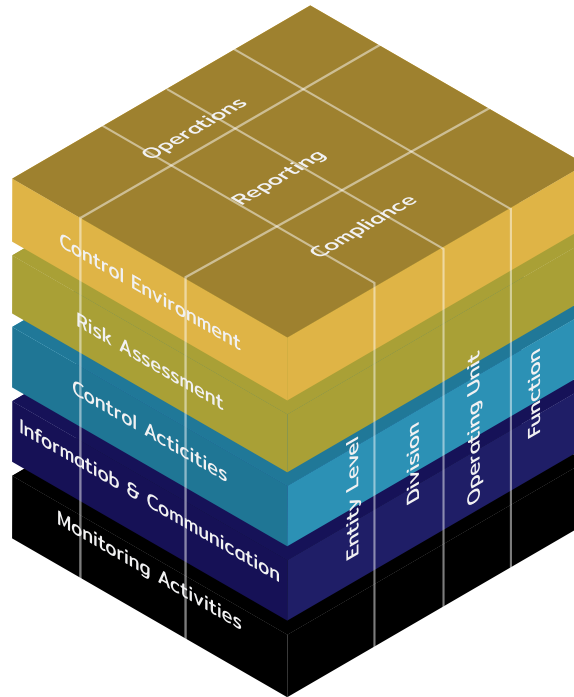 Operations
Reporting
Compliance
Control Environment
Risk Assessment
Control Acticities
Informatiob & Communication
Monitoring Activities
Entity Level
Division
Operating Unit
Function